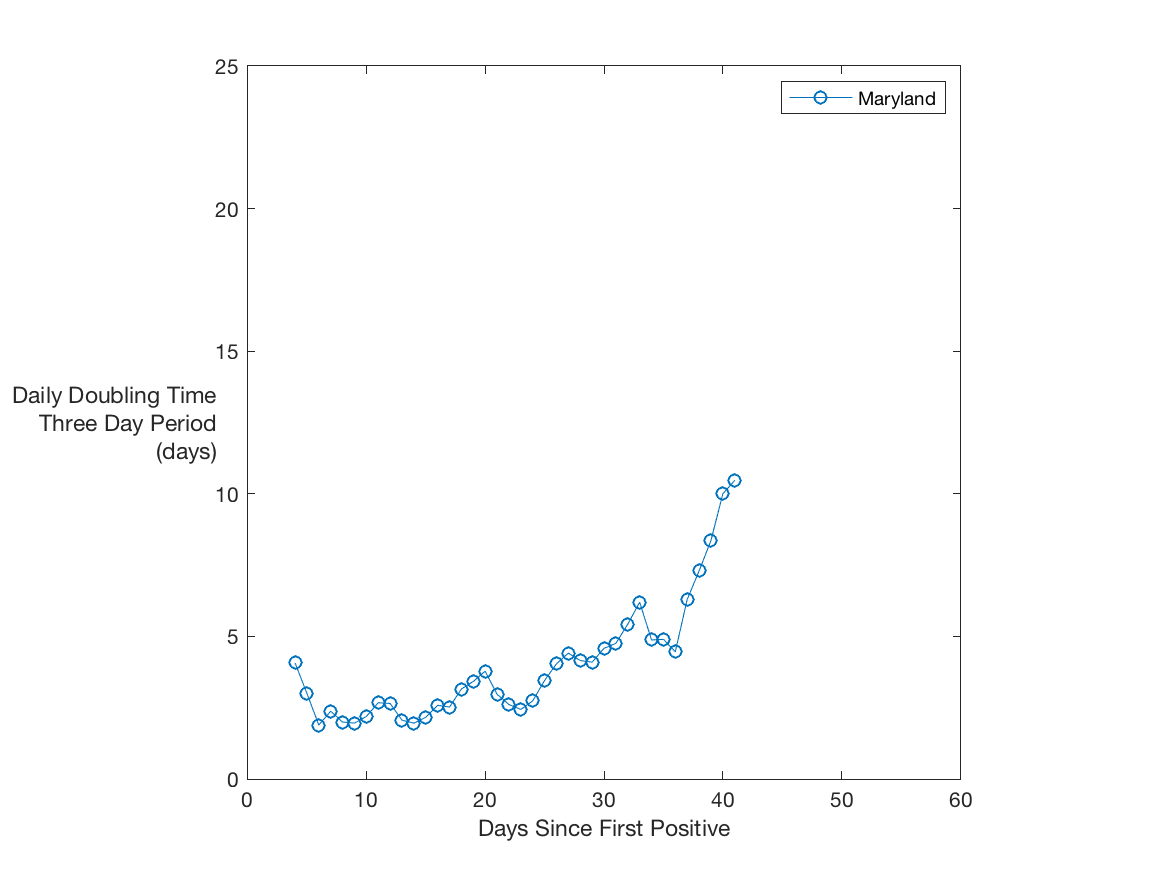 25
Maryland
20
15
Daily Doubling Time
Three Day Period
(days)
10
5
0
0 10 20 30 40 50 60
Days Since First Positive